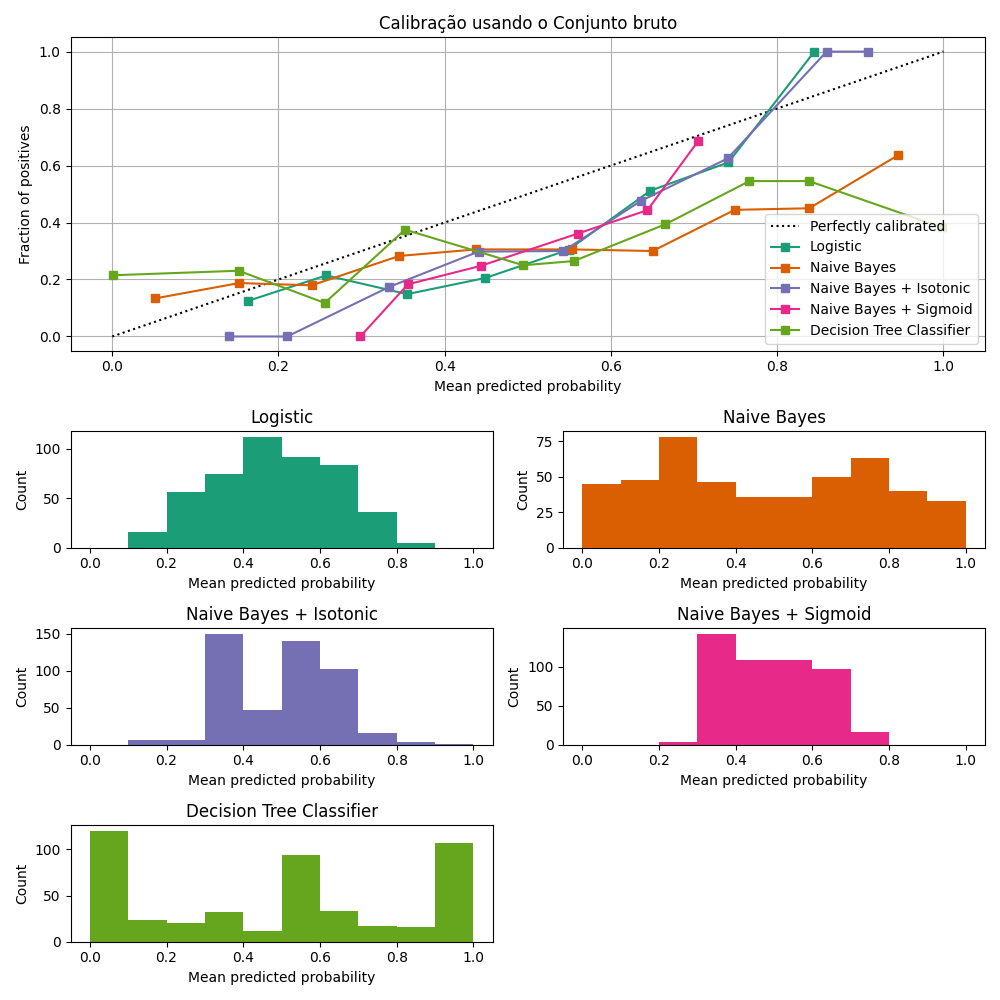 Calibração usando o Conjunto bruto
Fraction of positives
1.0
0.8
0.6
0.4
0.2
0.0
Perfectly calibrated
Logistic
Naive Bayes
Naive Bayes + Isotonic
Naive Bayes + Sigmoid
Decision Tree Classifier
0.0 0.2 0.4 0.6 0.8 1.0
Mean predicted probability
Logistic
Count
100
50
0
0.0 0.2 0.4 0.6 0.8 1.0
Mean predicted probability
Naive Bayes
Count
75
50
25
0
0.0 0.2 0.4 0.6 0.8 1.0
Mean predicted probability
Naive Bayes + Isotonic
Count
150
100
50
0
0.0 0.2 0.4 0.6 0.8 1.0
Mean predicted probability
Naive Bayes + Sigmoid
Count
100
50
0
0.0 0.2 0.4 0.6 0.8 1.0
Mean predicted probability
Decision Tree Classifier
Count
100
50
0
0.0 0.2 0.4 0.6 0.8 1.0
Mean predicted probability